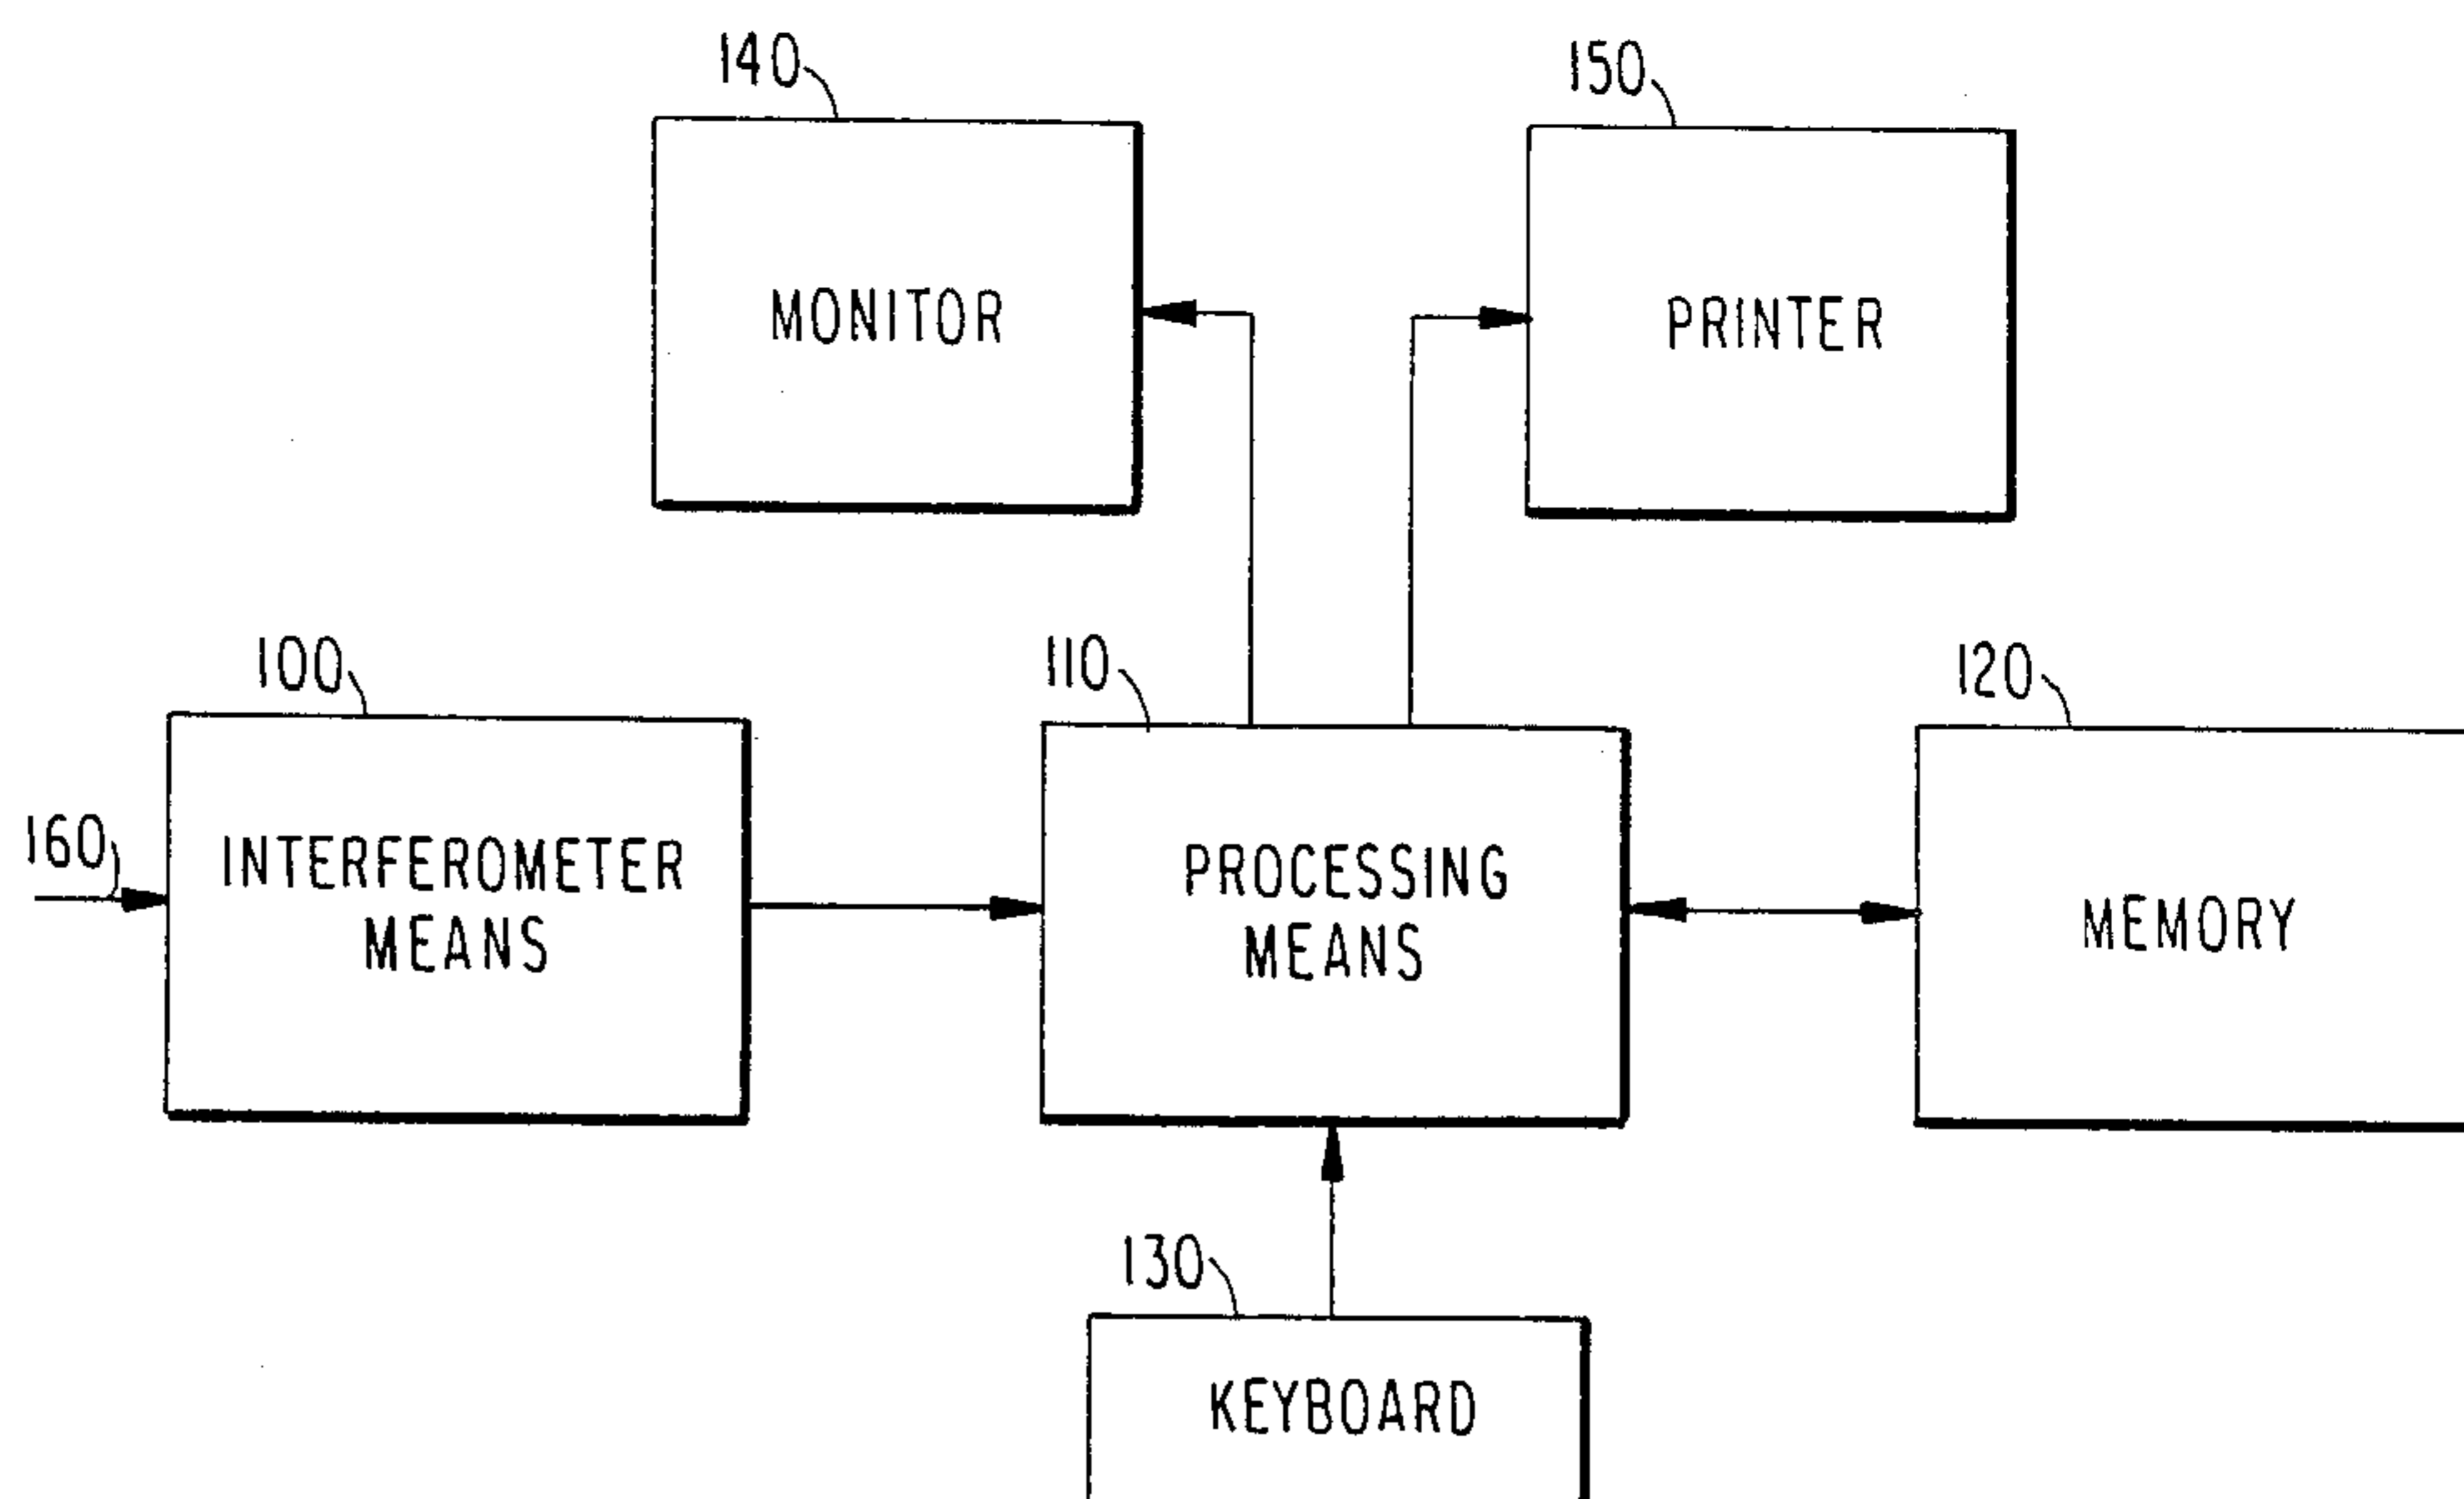 140
150
MONITOR
PRINTER
100
110
120
160
INTERFEROMETER
MEANS
PROCESSING
MEANS
MEMORY
130
KEYBOARD